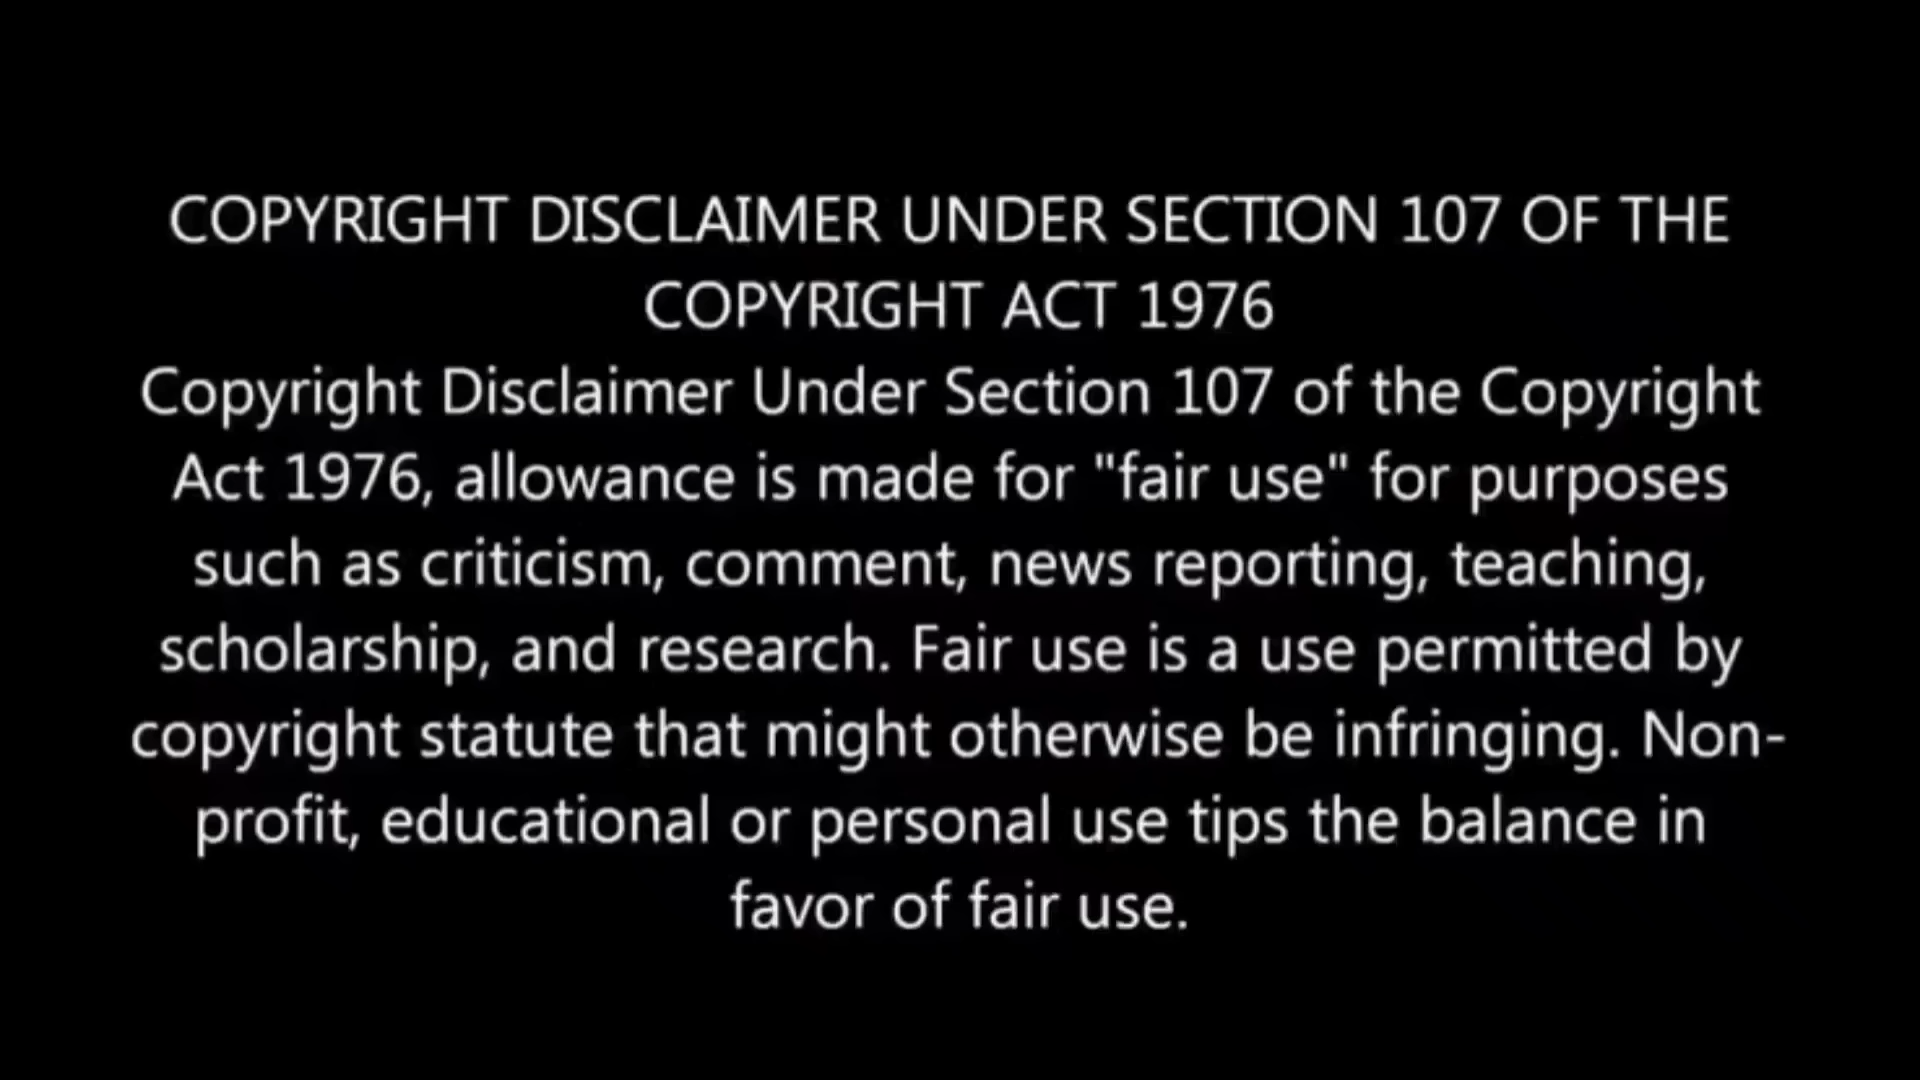 COPYRIGHT DISCLAIMER UNDER SECTION 107 OF THE
COPYRIGHT ACT 1976
Copyright Disclaimer Under Section 107 of the Copyright
Act 1976, allowance is made for "fair use" for purposes
such as criticism, comment, news reporting, teaching,
scholarship, and research. Fair use is a use permitted by
copyright statute that might otherwise be infringing. Non-
profit, educational or personal use tips the balance in
favor of fair use.